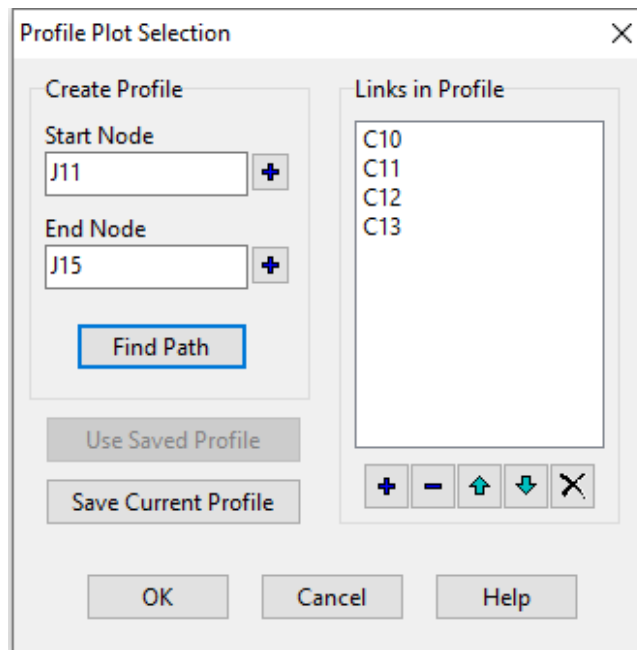 Profile Plot Selection
Create Profile
Start Node
J11
End Node
J15
Find Path
Use Saved Profile
Save Current Profile
Links in Profile
C10
C11
C12
C13
OK
Cancel
Help